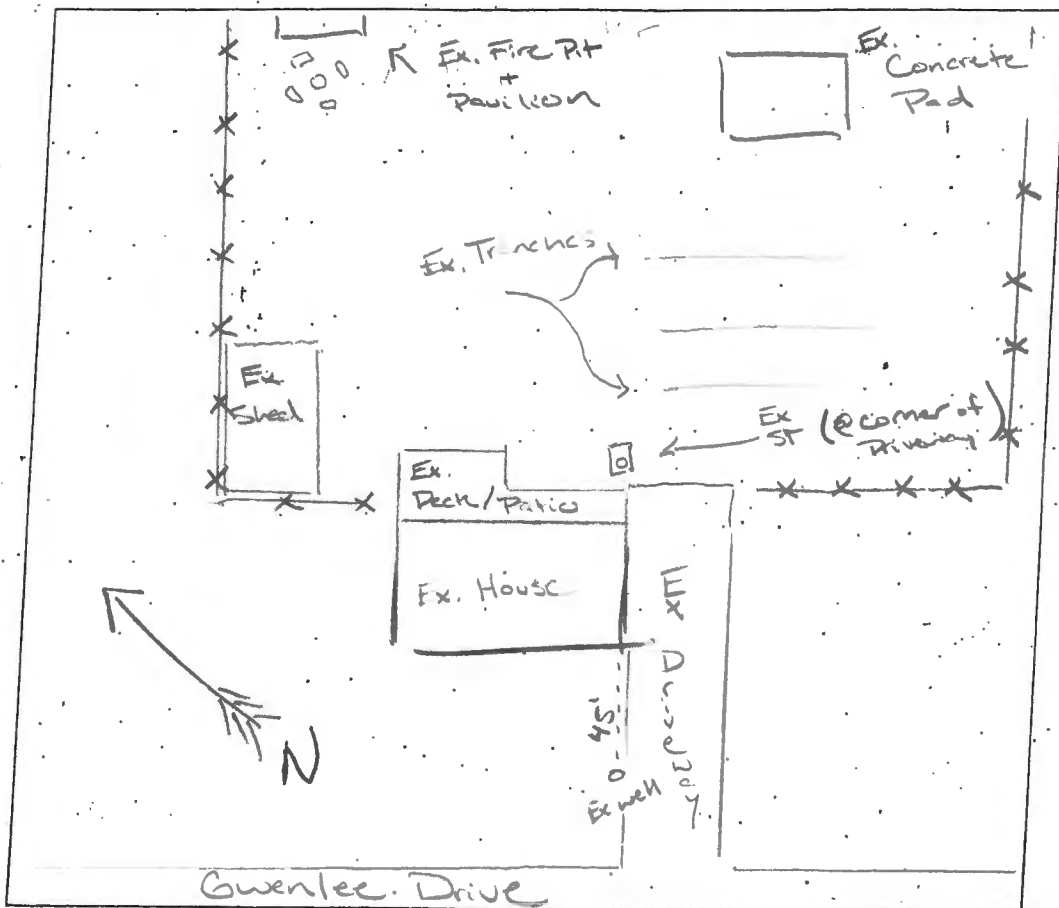 Ex. Fire Pit
+
Pavilion
Ex.
Concrete
Pad
Ex. Trenches
Ex
Shed
Ex
ST (@ corner of
Driveway)
Ex.
Deck/Patio
Ex. House
Ex Driveway
45'
Ex well
N
Gwenlee Drive